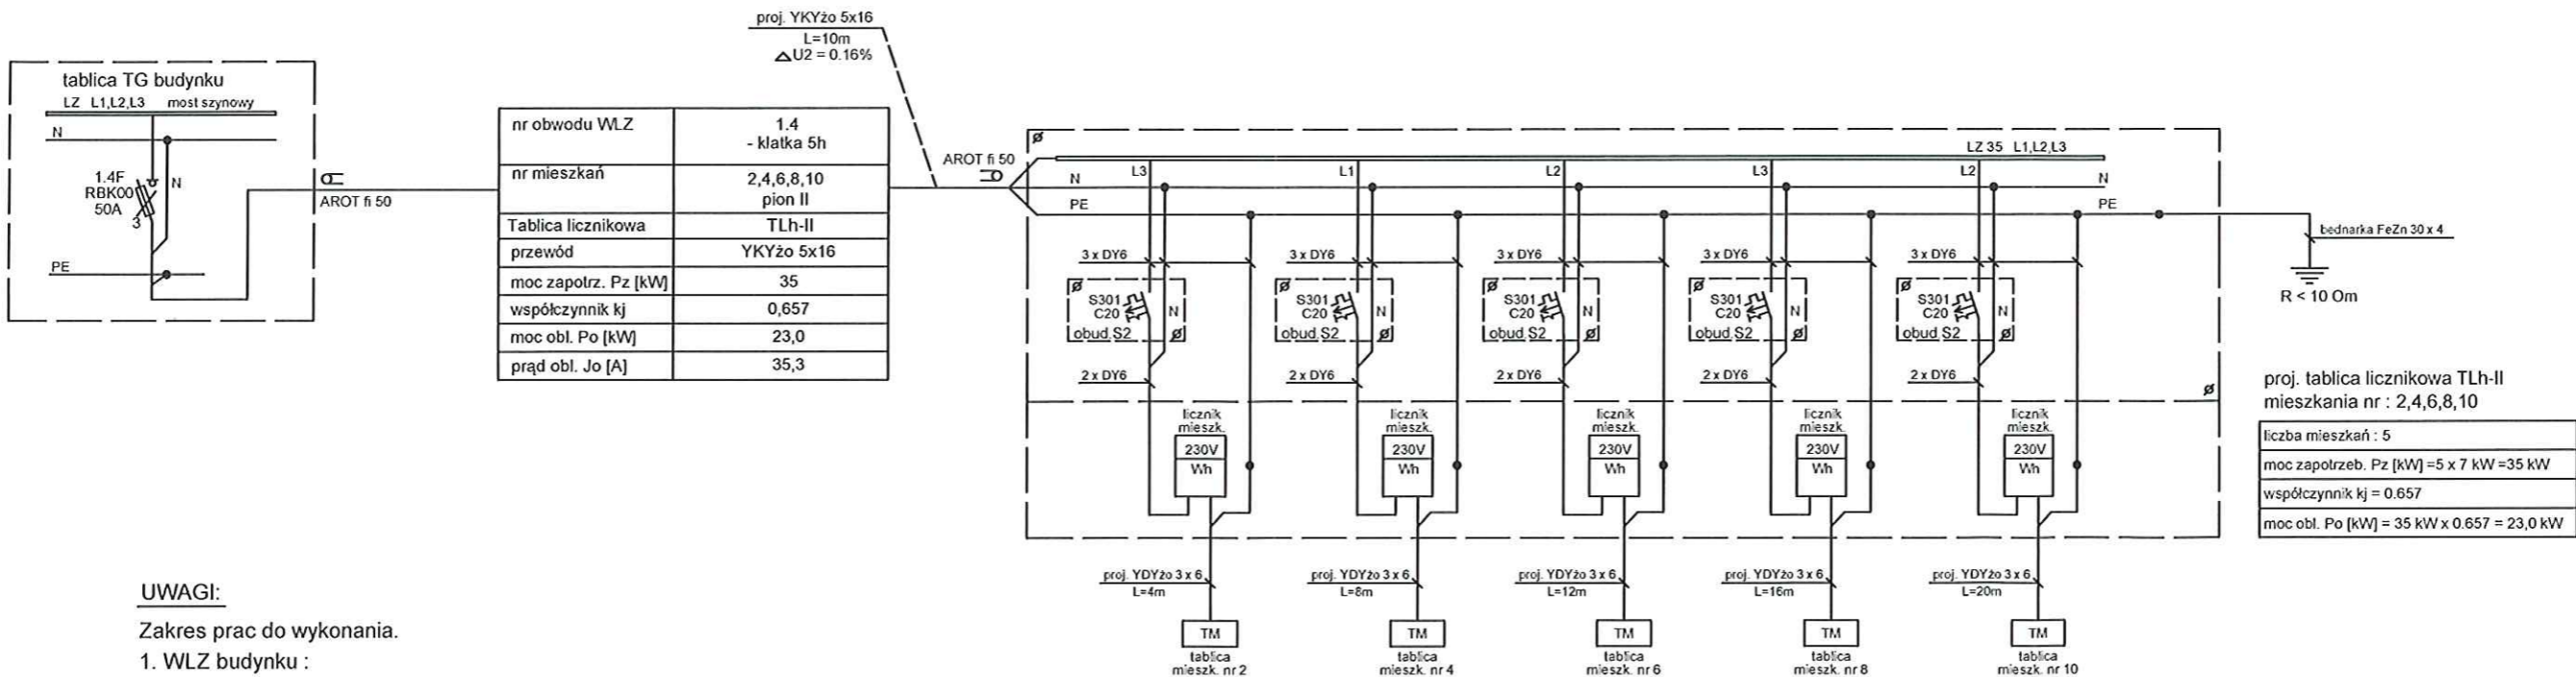 proj. YKYżo 5x16
L=10m
△U2 = 0.16%
tablica TG budynku
LZ L1,L2,L3 most szynowy
N
1.4F
RBK00
50A
3
N
PE
AROT fi 50
nr obwodu WLZ
1.4
- klatka 5h
nr mieszkań
2,4,6,8,10
pion II
Tablica licznikowa
TLh-II
przewód
YKYżo 5x16
moc zapotrz. Pz [kW]
35
współczynnik kj
0,657
moc obl. Po [kW]
23,0
prąd obl. Jo [A]
35,3
AROT fi 50
LZ 35 L1,L2,L3
L3
L1
L2
L3
L2
N
N
PE
PE
3 x DY6
3 x DY6
3 x DY6
3 x DY6
3 x DY6
S301
C20
N
obud.S2
S301
C20
N
obud.S2
S301
C20
N
obud.S2
S301
C20
N
obud.S2
S301
C20
N
obud.S2
2 x DY6
2 x DY6
2 x DY6
2 x DY6
2 x DY6
licznik
mieszk.
230V
Wh
licznik
mieszk.
230V
Wh
licznik
mieszk.
230V
Wh
licznik
mieszk.
230V
Wh
licznik
mieszk.
230V
Wh
proj. YDYżo 3 x 6
L=4m
proj. YDYżo 3 x 6
L=8m
proj. YDYżo 3 x 6
L=12m
proj. YDYżo 3 x 6
L=16m
proj. YDYżo 3 x 6
L=20m
TM
tablica
mieszk. nr 2
TM
tablica
mieszk. nr 4
TM
tablica
mieszk. nr 6
TM
tablica
mieszk. nr 8
TM
tablica
mieszk. nr 10
bednarka FeZn 30 x 4
R < 10 Om
proj. tablica licznikowa TLh-II
mieszkania nr : 2,4,6,8,10
liczba mieszkań : 5
moc zapotrzeb. Pz [kW] =5 x 7 kW =35 kW
współczynnik kj = 0.657
moc obl. Po [kW] = 35 kW x 0.657 = 23,0 kW
UWAGI:
Zakres prac do wykonania.
1. WLZ budynku :